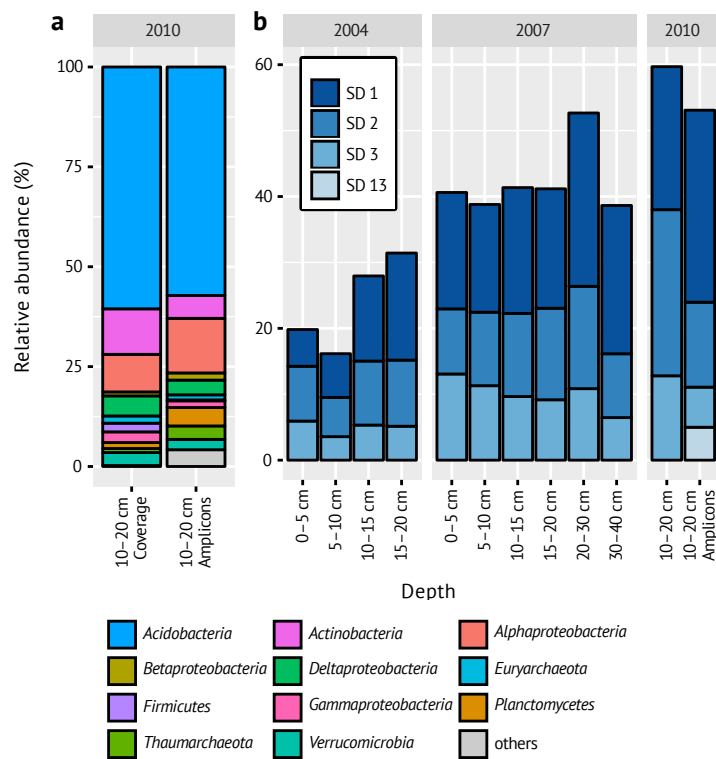 a
b
2010
2004
2007
2010
Relative abundance (%)
100
75
50
25
0
60
40
20
0
SD 1
SD 2
SD 3
SD 13
10–20 cm
Coverage
10–20 cm
Amplicons
0–5 cm
5–10 cm
10–15 cm
15–20 cm
0–5 cm
5–10 cm
10–15 cm
15–20 cm
20–30 cm
30–40 cm
10–20 cm
10–20 cm
Amplicons
Depth
Acidobacteria
Actinobacteria
Alphaproteobacteria
Betaproteobacteria
Deltaproteobacteria
Euryarchaeota
Firmicutes
Gammaproteobacteria
Planctomycetes
Thaumarchaeota
Verrucomicrobia
others